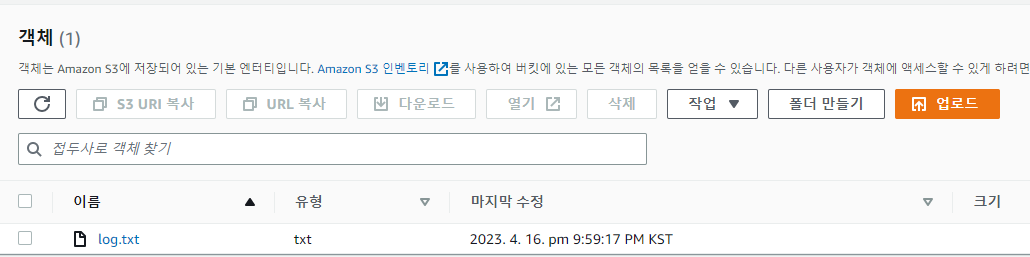 객체 (1)
객체는 Amazon S3에 저장되어 있는 기본 엔터티입니다. Amazon S3 인벤토리 를 사용하여 버킷에 있는 모든 객체의 목록을 얻을 수 있습니다. 다른 사용자가 객체에 액세스할 수 있게 하려면
S3 URI 복사 URL 복사 다운로드 열기 삭제 작업 폴더 만들기 업로드
접두사로 객체 찾기
이름 유형 마지막 수정 크기
log.txt txt 2023. 4. 16. pm 9:59:17 PM KST